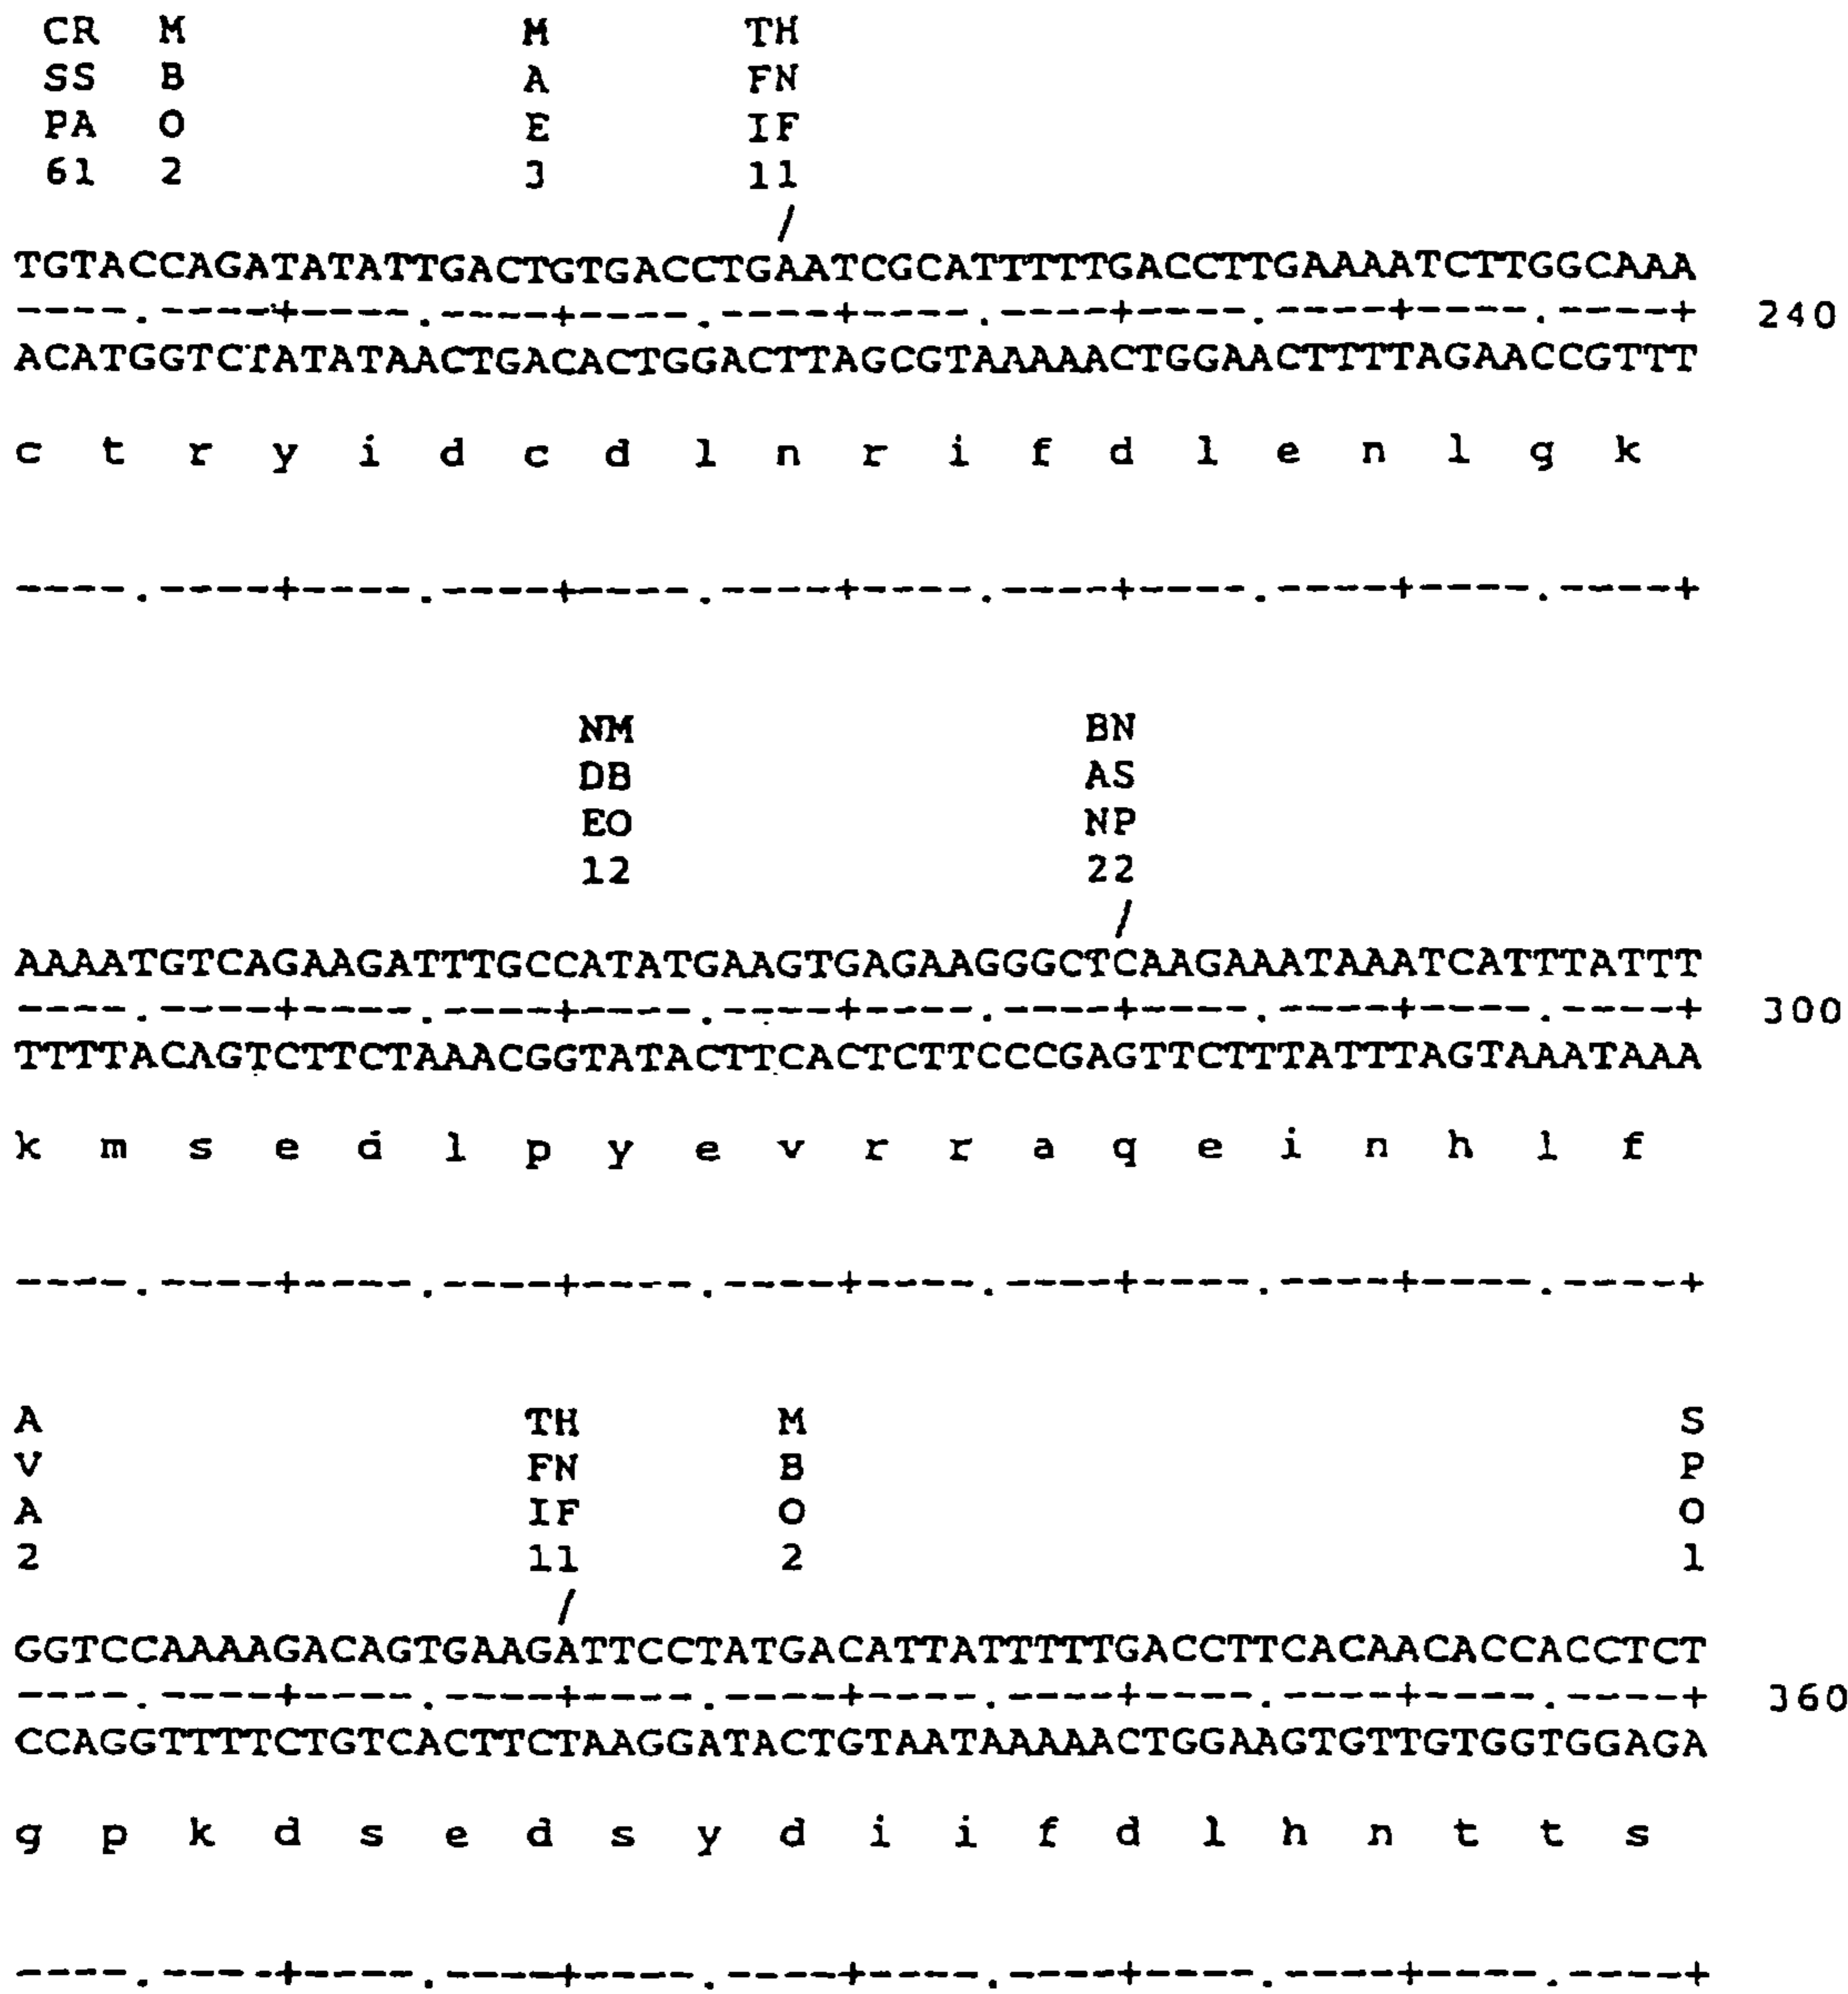 CR M M TH
SS B A FN
PA O E IF
61 2 3 11
/
TGTACCAGATATATTGACTGTGACCTGAATCGCATTTTTGACCTTGAAAATCTTGGCAAA
----.----+----.----+----.----+----.----+----.----+----.----+ 240
ACATGGTCTATATAACTGACACTGGACTTAGCGTAAAAACTGGAACTTTTAGAACCGTTT
c t r y i d c d l n r i f d l e n l g k
----.----+----.----+----.----+----.----+----.----+----.----+
NM BN
DB AS
EO NP
12 22
/
AAAATGTCAGAAGATTTGCCATATGAAGTGAGAAGGGCTCAAGAAATAAATCATTTATTT
----.----+----.----+----.----+----.----+----.----+----.----+ 300
TTTTACAGTCTTCTAAACGGTATACTTCACTCTTCCCGAGTTCTTTATTTAGTAAATAAA
k m s e d l p y e v r r a q e i n h l f
----.----+----.----+----.----+----.----+----.----+----.----+
A TH M S
V FN B P
A IF O O
2 11 2 1
/
GGTCCAAAAGACAGTGAAGATTCCTATGACATTATTTTTGACCTTCACAACACCACCTCT
----.----+----.----+----.----+----.----+----.----+----.----+ 360
CCAGGTTTTCTGTCACTTCTAAGGATACTGTAATAAAAACTGGAAGTGTTGTGGTGGAGA
g p k d s e d s y d i i f d l h n t t s
----.----+----.----+----.----+----.----+----.----+----.----+